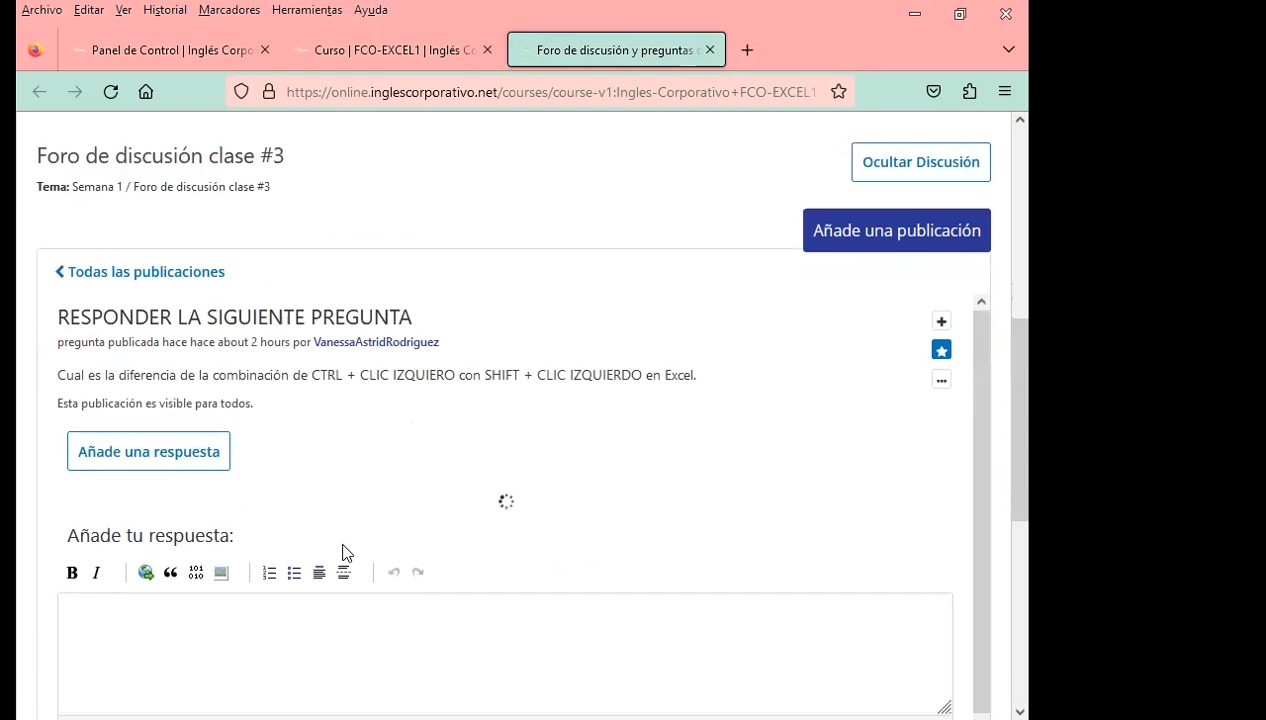 Archivo Editar Ver Historial Marcadores Herramientas Ayuda
Panel de Control | Inglés Corpo Curso | FCO-EXCEL1 | Inglés Co Foro de discusión y preguntas
https://online.inglescorporativo.net/courses/course-v1:Ingles-Corporativo+FCO-EXCEL1
Foro de discusión clase #3
Ocultar Discusión
Tema: Semana 1 / Foro de discusión clase #3
Añade una publicación
Todas las publicaciones
RESPONDER LA SIGUIENTE PREGUNTA
pregunta publicada hace hace about 2 hours por VanessaAstridRodriguez
Cual es la diferencia de la combinación de CTRL + CLIC IZQUIERO con SHIFT + CLIC IZQUIERDO en Excel.
Esta publicación es visible para todos.
Añade una respuesta
Añade tu respuesta:
B I